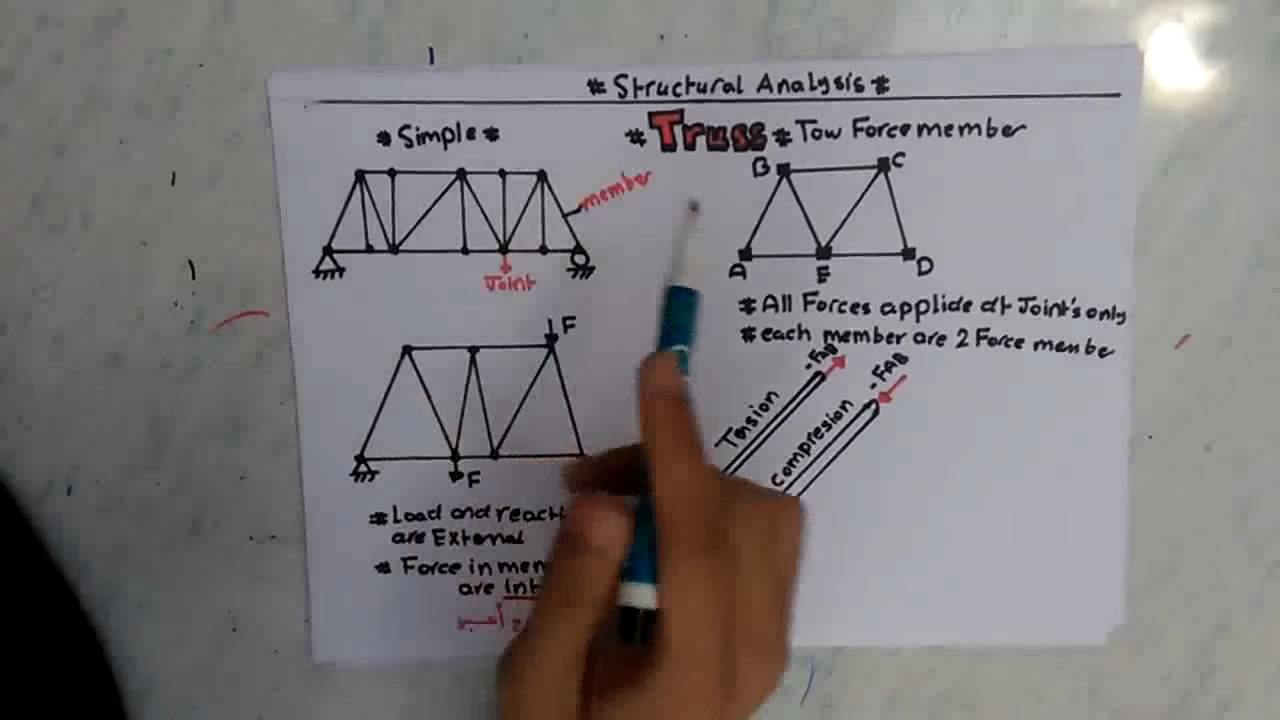 * Structural Analysis *
* Simple *
* Truss * Tow Force member
member
Joint
B C
A E D
* All Forces applide at Joint's only
* each member are 2 Force membe
F
F
- FAB
Tension
- FAB
Compresion
* Load and react
are External
* Force in mem
are Int